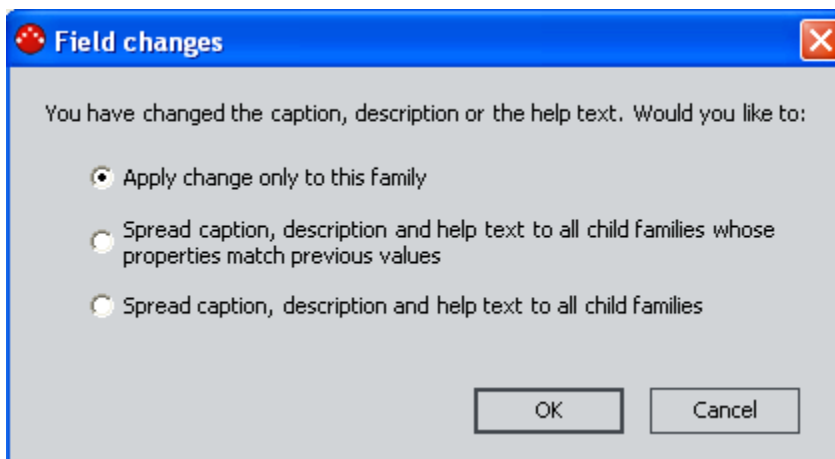 Field changes
You have changed the caption, description or the help text. Would you like to:
Apply change only to this family
Spread caption, description and help text to all child families whose
properties match previous values
Spread caption, description and help text to all child families
OK Cancel